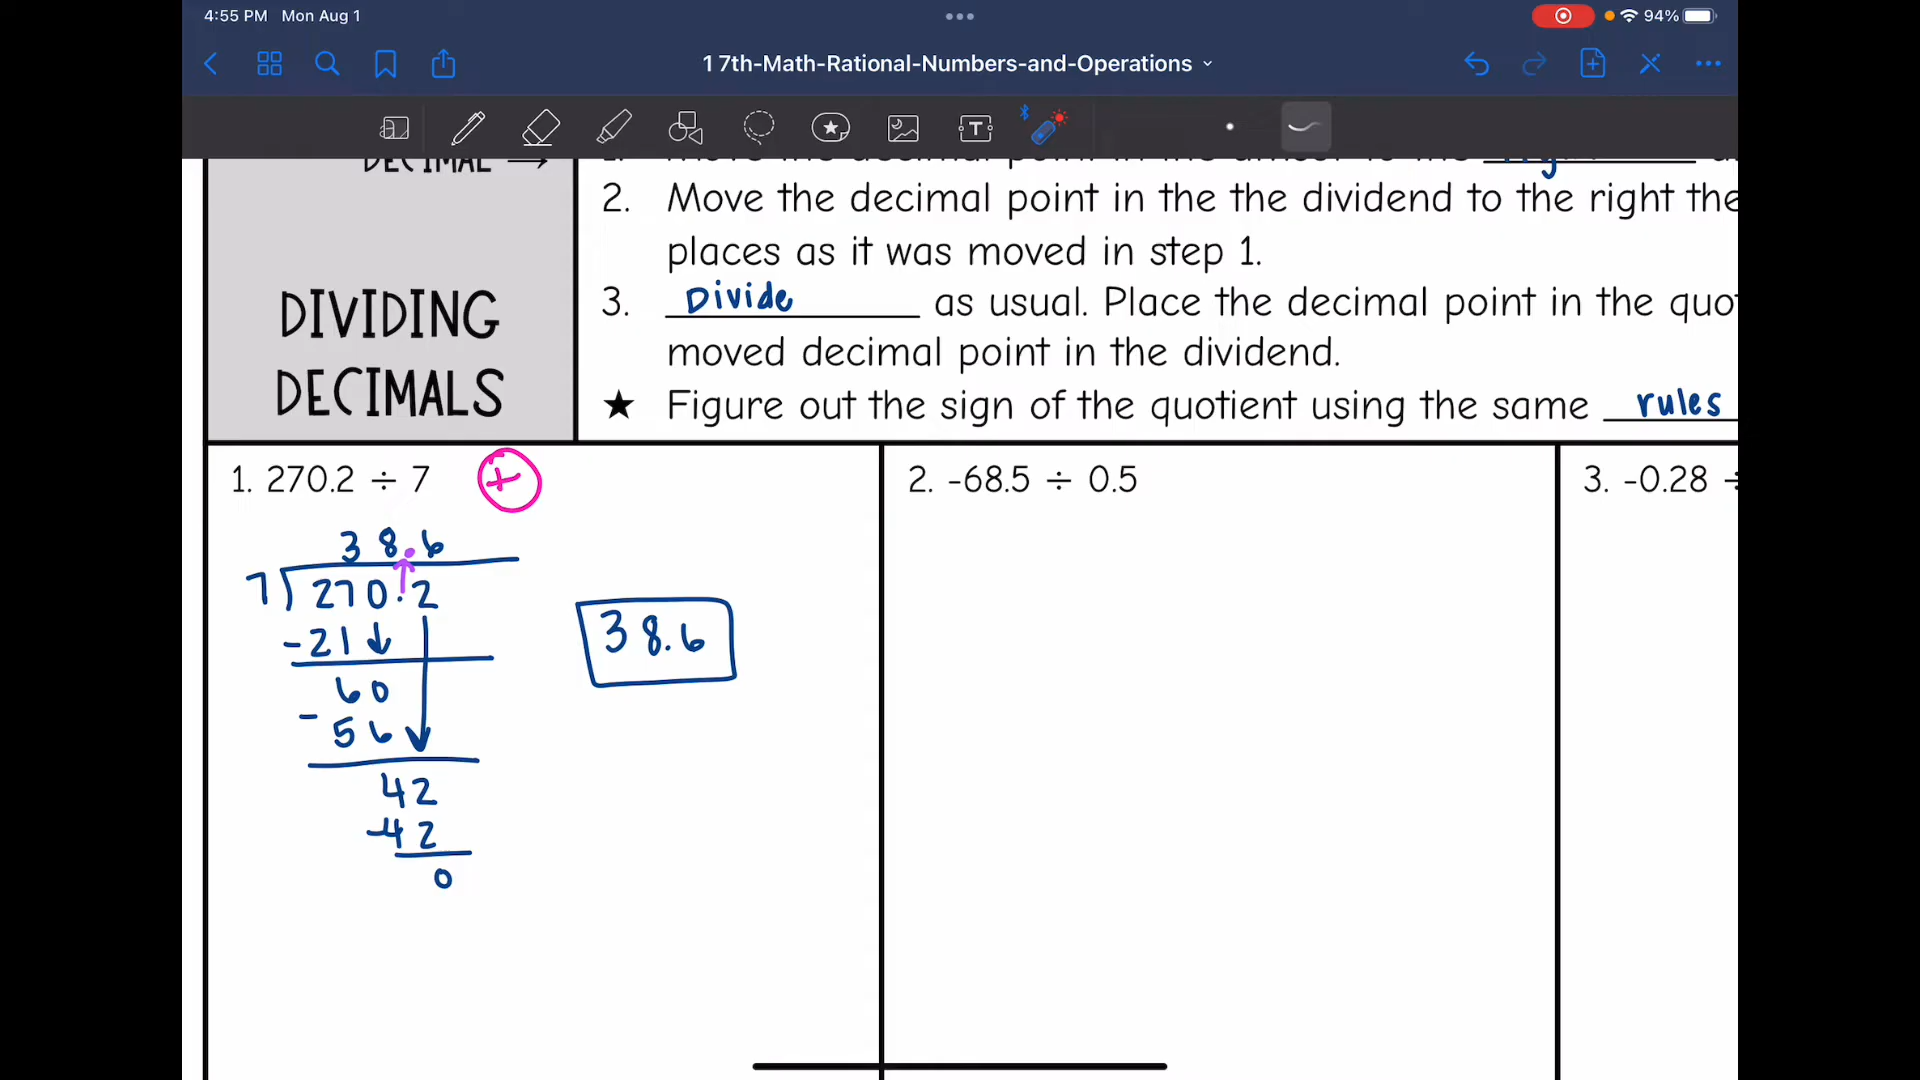 4:55 PM Mon Aug 1
94%
1 7th-Math-Rational-Numbers-and-Operations
DECIMAL →
2. Move the decimal point in the the dividend to the right the
places as it was moved in step 1.
DIVIDING
DECIMALS
3. Divide as usual. Place the decimal point in the quo
moved decimal point in the dividend.
★ Figure out the sign of the quotient using the same rules
1. 270.2 ÷ 7 +
38.6
7 270.2
-21
60
- 56
42
-42
0
38.6
2. -68.5 ÷ 0.5
3. -0.28 ÷